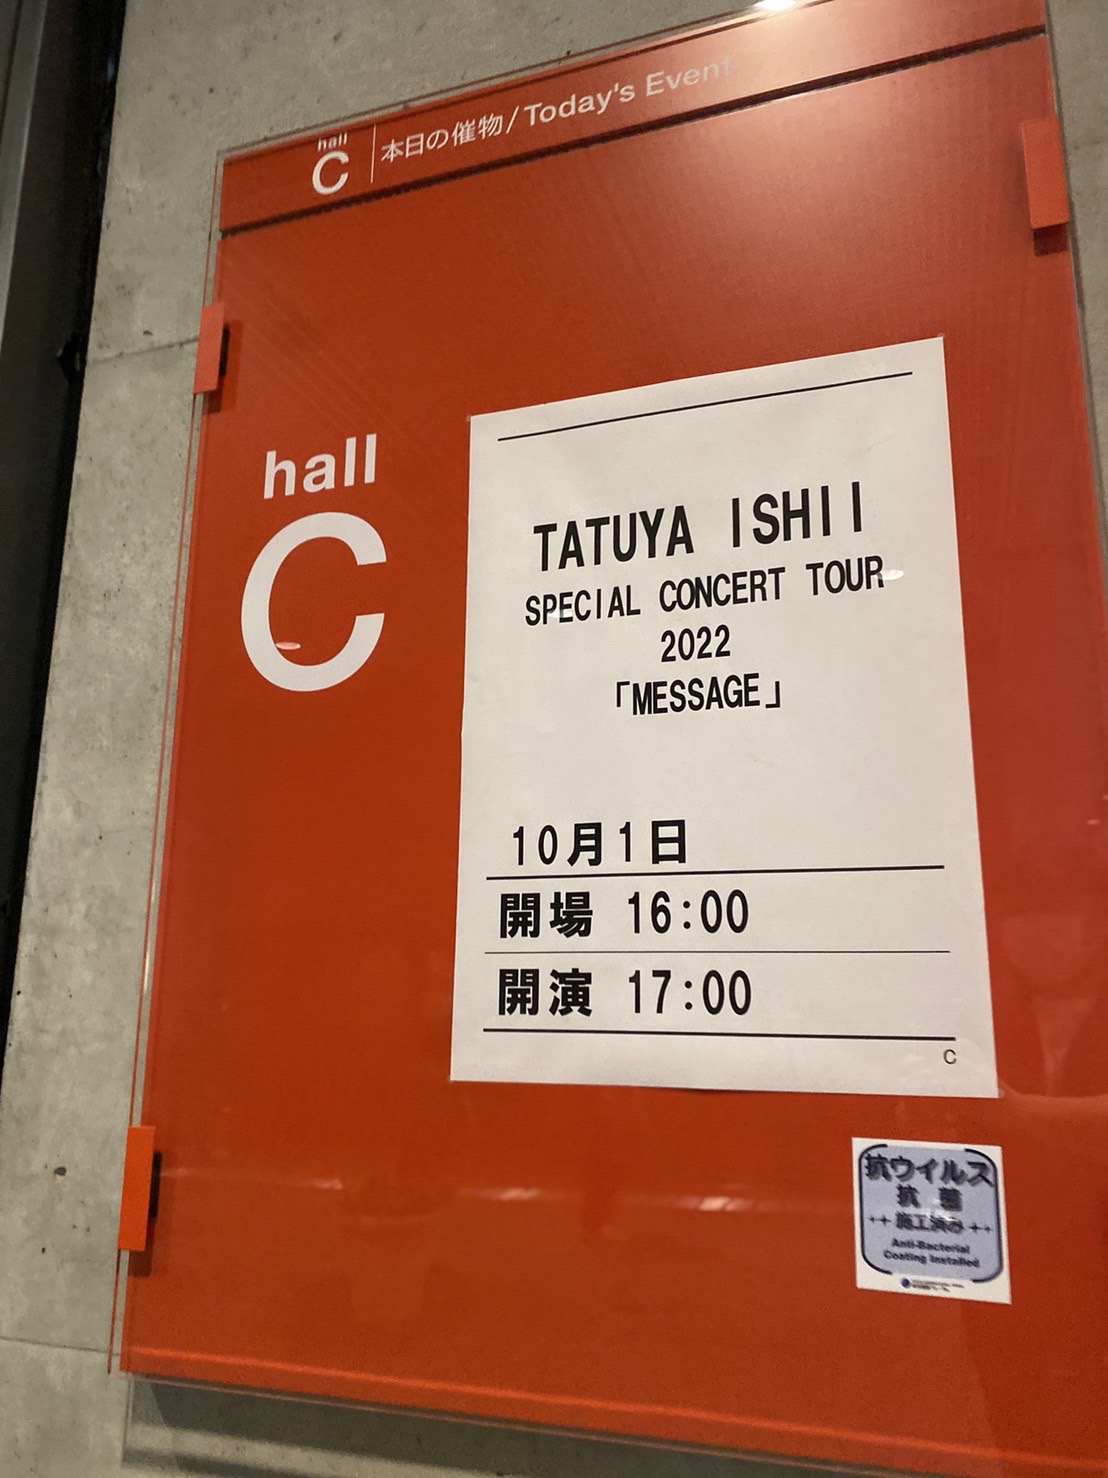 hall
C
本日の催物/Today's Event
hall
C
TATUYA ISHII
SPECIAL CONCERT TOUR
2022
「MESSAGE」
10月1日
開場 16:00
開演 17:00
C
抗ウイルス
抗菌
施工済み
Anti-Bacterial
Coating Installed